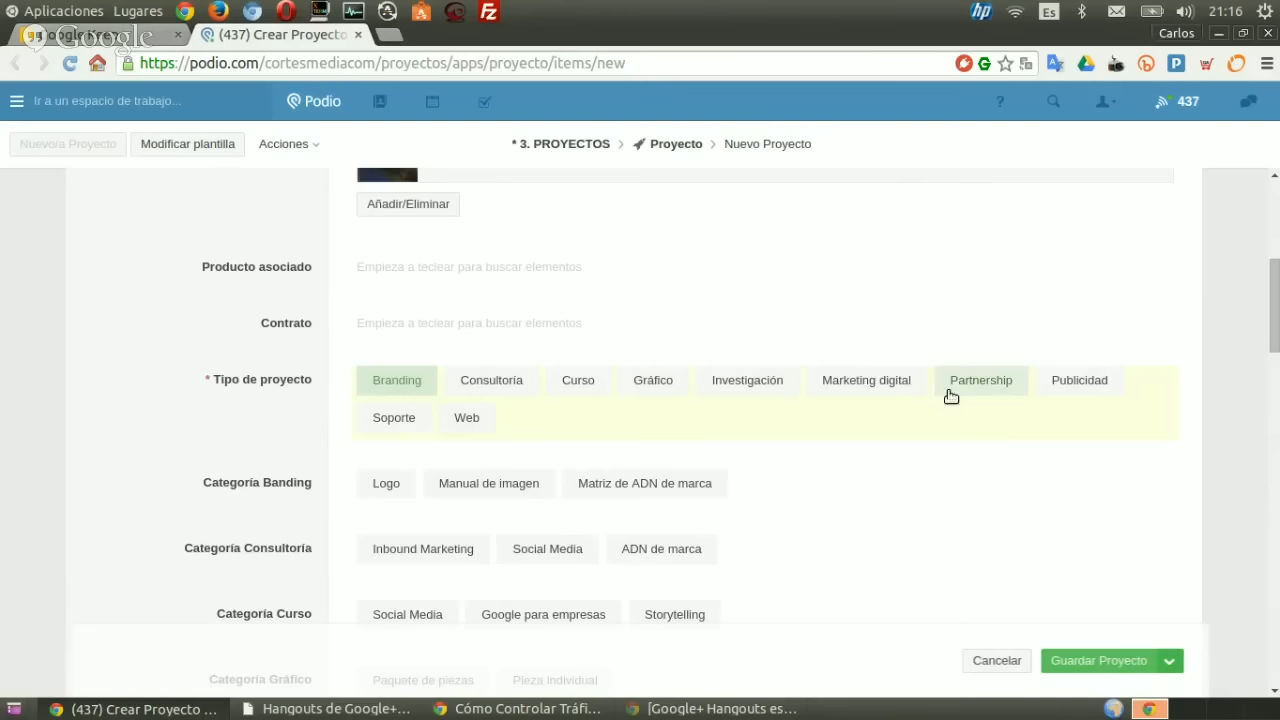 Aplicaciones Lugares Es 21:16
Google (437) Crear Proyecto × Carlos
https://podio.com/cortesmediacom/proyectos/apps/proyecto/items/new
Ir a un espacio de trabajo... Podio ? 437
Nuevo/a Proyecto Modificar plantilla Acciones * 3. PROYECTOS Proyecto Nuevo Proyecto
Añadir/Eliminar
Producto asociado Empieza a teclear para buscar elementos
Contrato Empieza a teclear para buscar elementos
* Tipo de proyecto Branding Consultoría Curso Gráfico Investigación Marketing digital Partnership Publicidad
Soporte Web
Categoría Banding Logo Manual de imagen Matriz de ADN de marca
Categoría Consultoría Inbound Marketing Social Media ADN de marca
Categoría Curso Social Media Google para empresas Storytelling
Cancelar Guardar Proyecto
Categoría Gráfico Paquete de piezas Pieza Individual
(437) Crear Proyecto ... Hangouts de Google+... Cómo Controlar Tráfi... [Google+ Hangouts es...